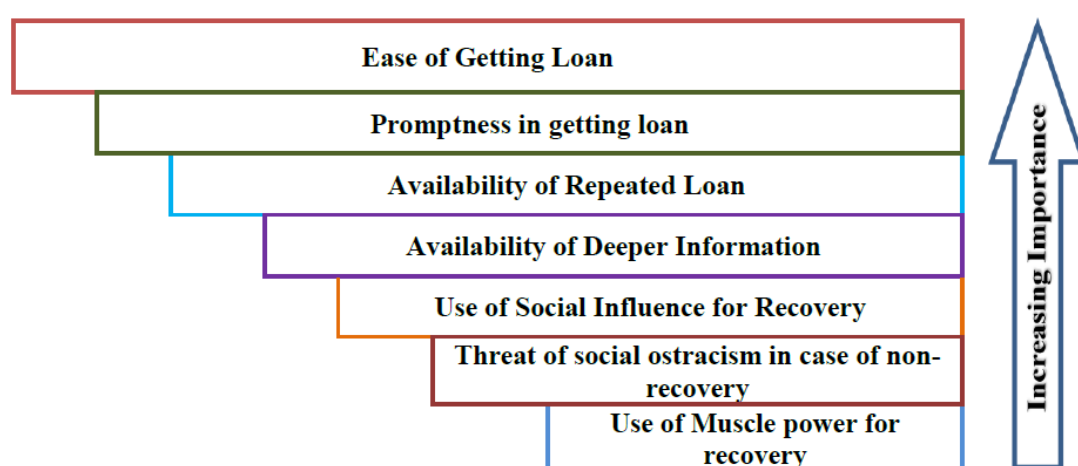 Ease of Getting Loan
Promptness in getting loan
Availability of Repeated Loan
Availability of Deeper Information
Use of Social Influence for Recovery
Threat of social ostracism in case of non-
recovery
Use of Muscle power for
recovery
Increasing Importance